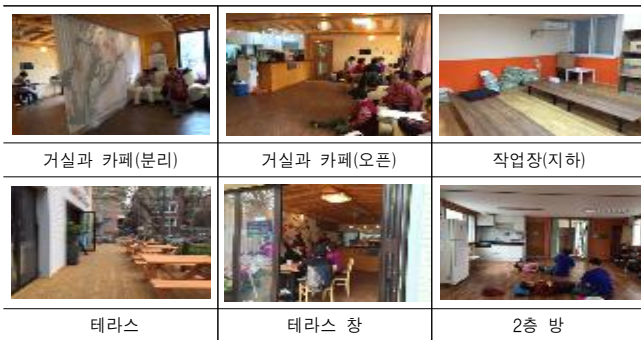 거실과 카페(분리)
거실과 카페(오픈)
작업장(지하)
테라스
테라스 창
2층 방